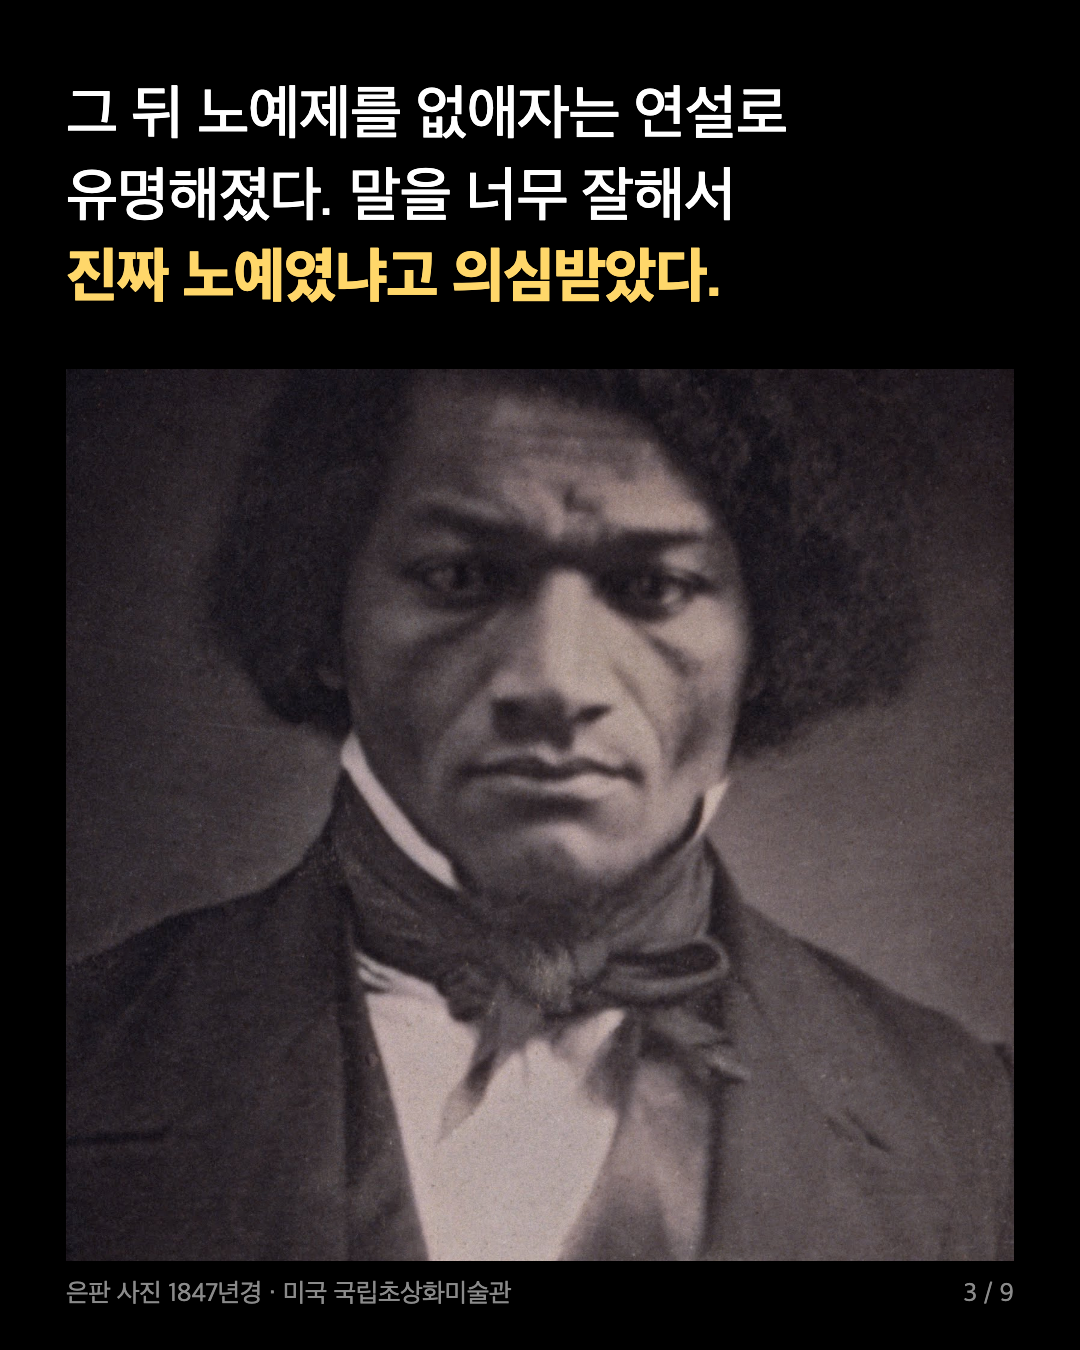 그 뒤 노예제를 없애자는 연설로
유명해졌다. 말을 너무 잘해서
진짜 노예였냐고 의심받았다.
은판 사진 1847년경 · 미국 국립초상화미술관
3 / 9